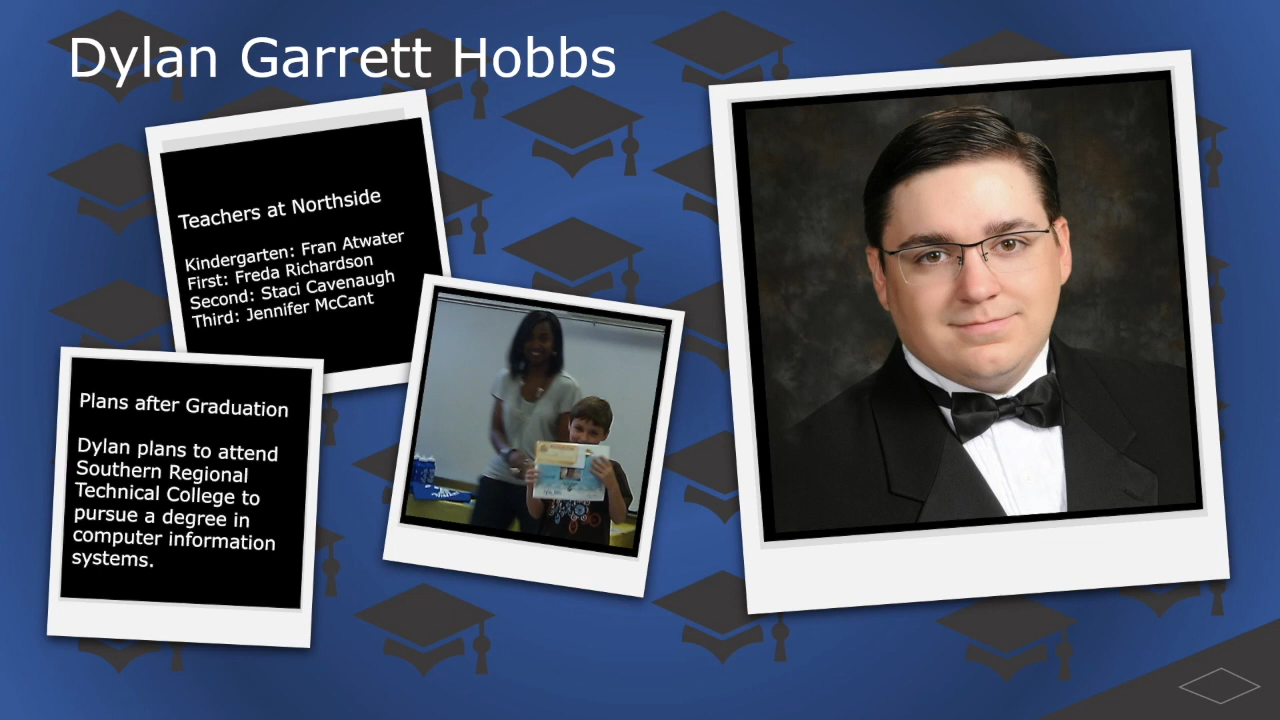 Dylan Garrett Hobbs
Teachers at Northside
Kindergarten: Fran Atwater
First: Freda Richardson
Second: Staci Cavenaugh
Third: Jennifer McCant
Plans after Graduation
Dylan plans to attend
Southern Regional
Technical College to
pursue a degree in
computer information
systems.